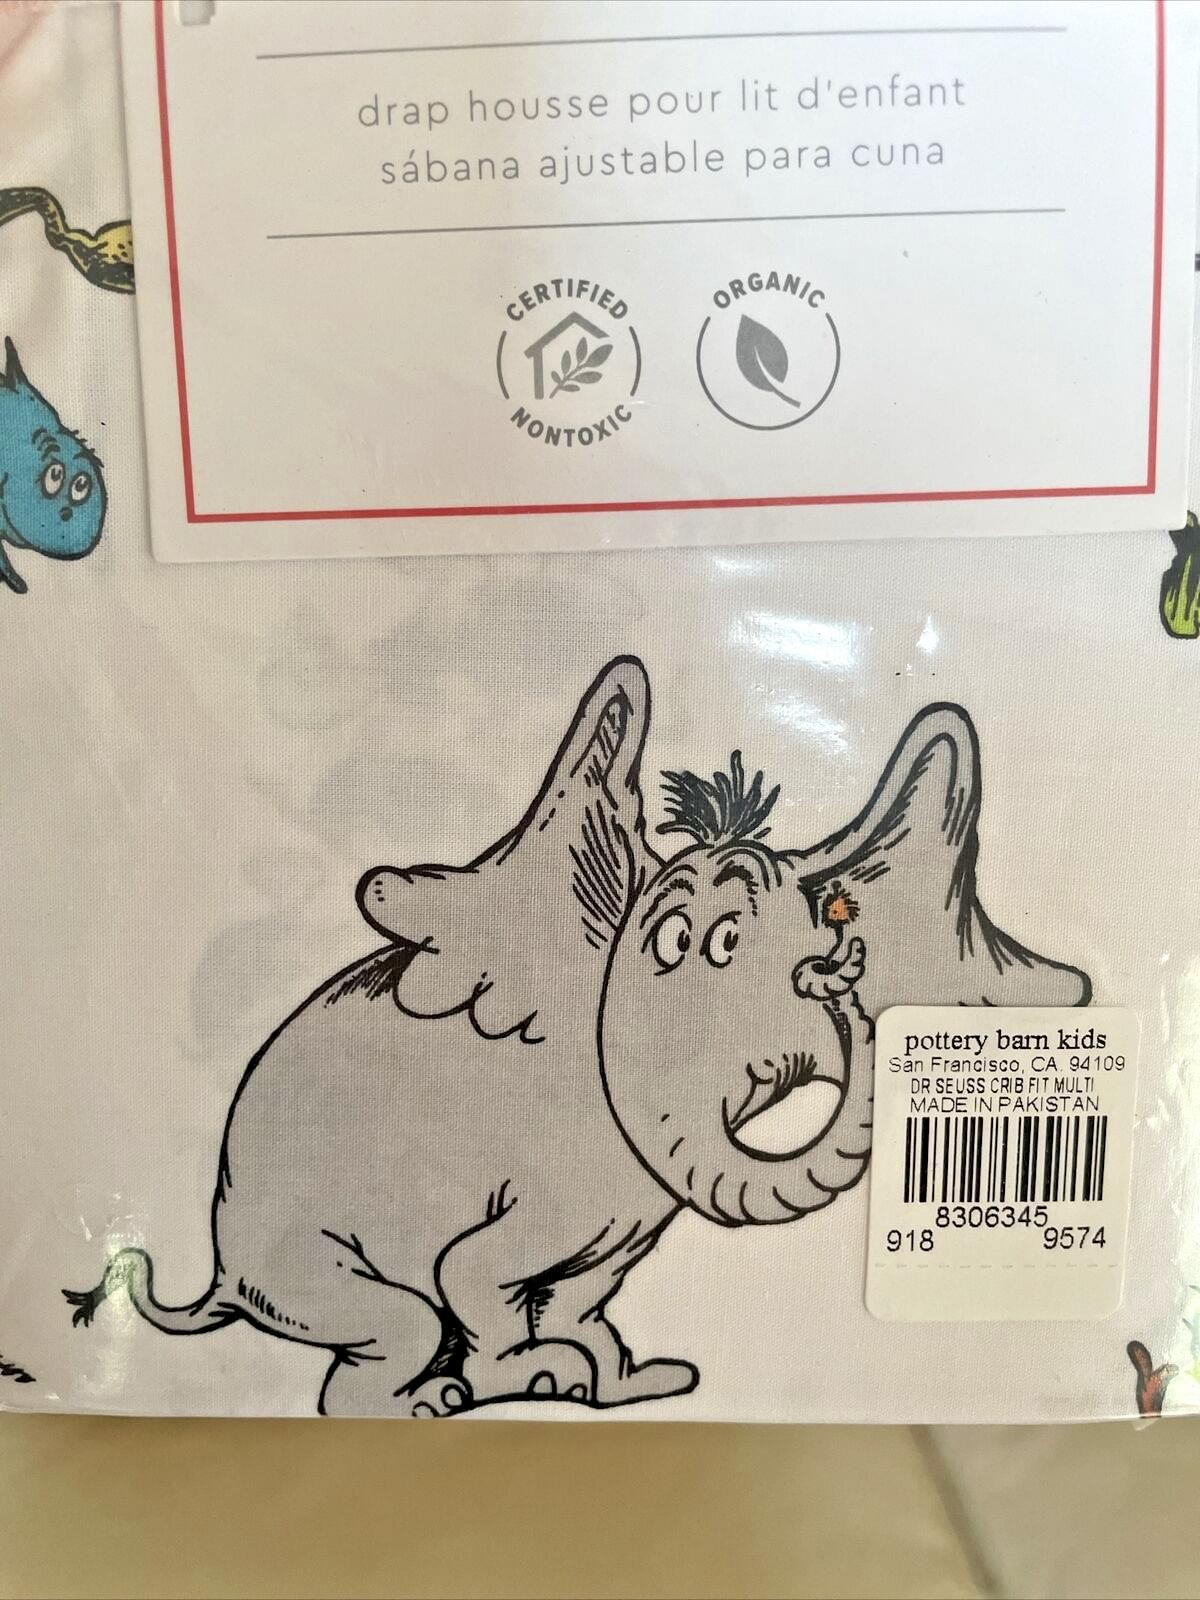 drap housse pour lit d'enfant
sábana ajustable para cuna
CERTIFIED
NONTOXIC
ORGANIC
pottery barn kids
San Francisco, CA. 94109
DR SEUSS CRIB FIT MULTI
MADE IN PAKISTAN
8306345
918 9574